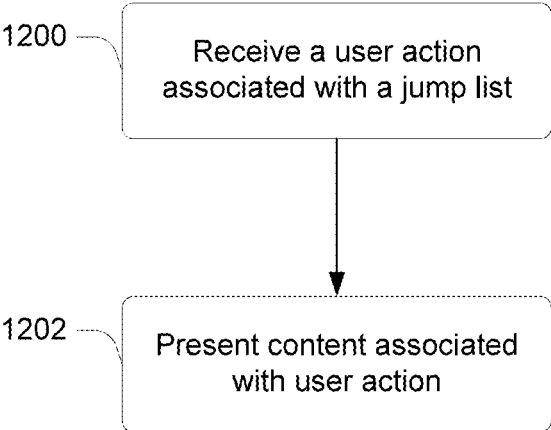 1200
Receive a user action
associated with a jump list
1202
Present content associated
with user action